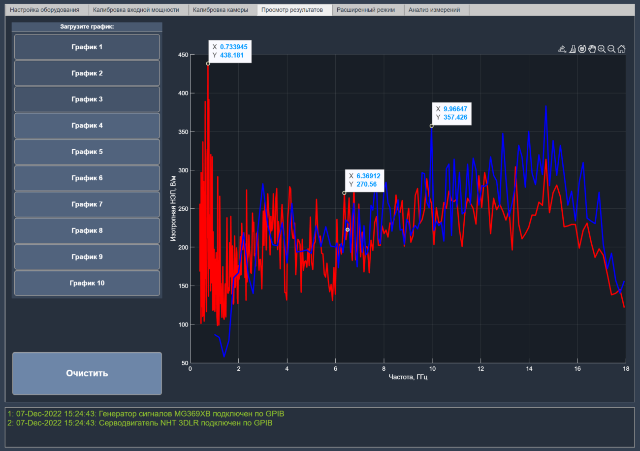 Настройка оборудования
Калибровка входной мощности
Калибровка камеры
Просмотр результатов
Расширенный режим
Анализ измерений
Загрузите график:
График 1
График 2
График 3
График 4
График 5
График 6
График 7
График 8
График 9
График 10
Очистить
X 0.733945
Y 438.181
X 9.96647
Y 357.426
X 6.36912
Y 270.56
450
400
350
300
250
200
150
100
50
Изотропная НЭП, В/м
0 2 4 6 8 10 12 14 16 18
Частота, ГГц
1: 07-Dec-2022 15:24:43: Генератор сигналов MG369XB подключен по GPIB
2: 07-Dec-2022 15:24:43: Серводвигатель NHT 3DLR подключен по GPIB